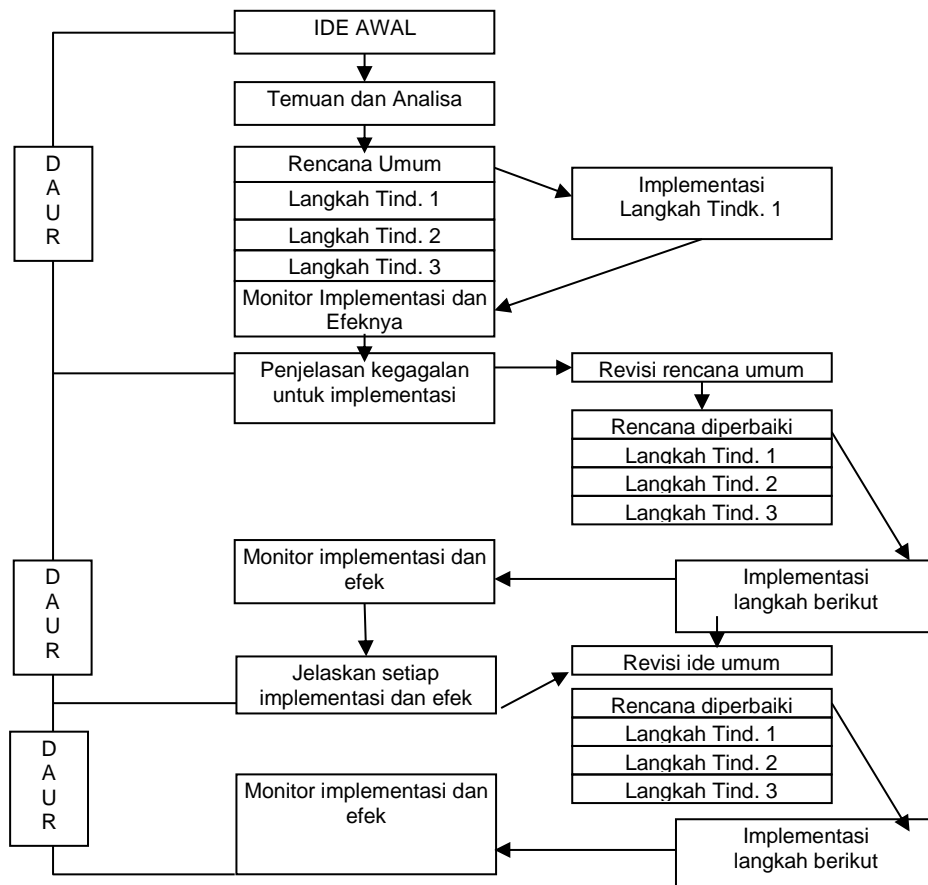 IDE AWAL
Temuan dan Analisa
D
A
U
R
Rencana Umum
Langkah Tind. 1
Langkah Tind. 2
Langkah Tind. 3
Monitor Implementasi dan
Efeknya
Implementasi
Langkah Tindk. 1
Penjelasan kegagalan
untuk implementasi
Revisi rencana umum
Rencana diperbaiki
Langkah Tind. 1
Langkah Tind. 2
Langkah Tind. 3
D
A
U
R
Monitor implementasi dan
efek
Implementasi
langkah berikut
Jelaskan setiap
implementasi dan efek
Revisi ide umum
Rencana diperbaiki
Langkah Tind. 1
Langkah Tind. 2
Langkah Tind. 3
D
A
U
R
Monitor implementasi dan
efek
Implementasi
langkah berikut